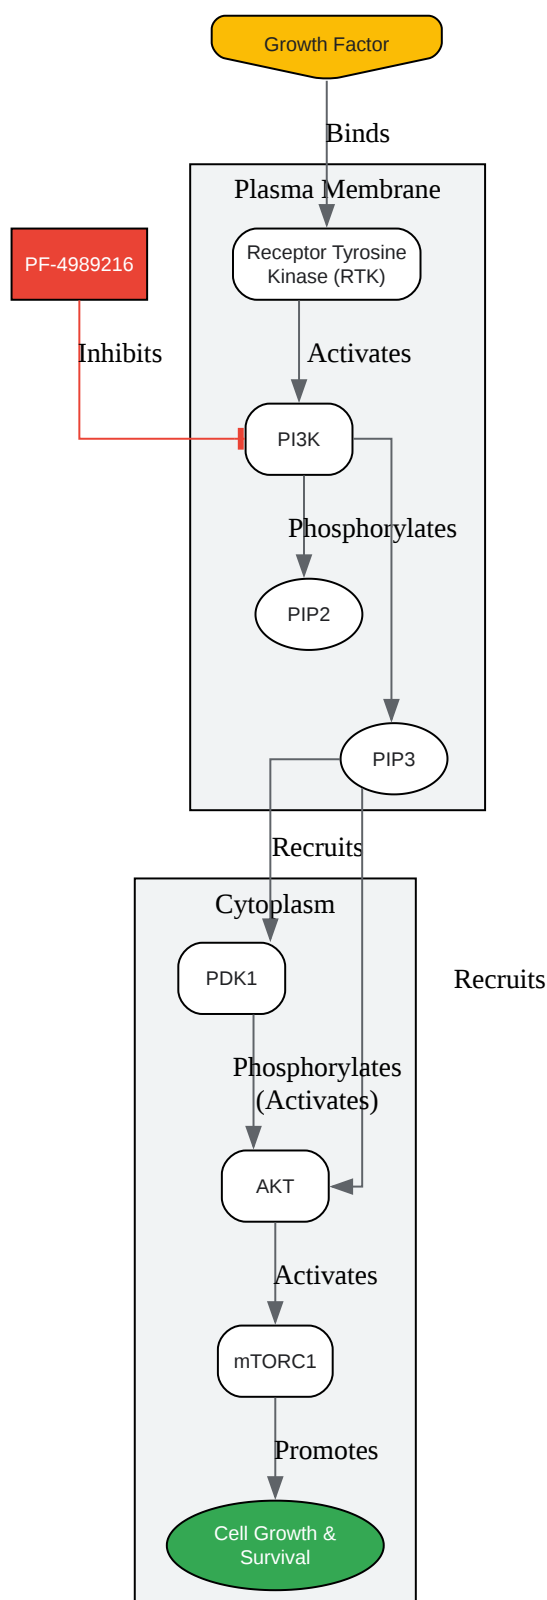 Growth Factor
Binds
Plasma Membrane
PF-4989216
Receptor Tyrosine
Kinase (RTK)
Inhibits
Activates
PI3K
Phosphorylates
PIP2
PIP3
Recruits
Cytoplasm
PDK1
Recruits
Phosphorylates
(Activates)
AKT
Activates
mTORC1
Promotes
Cell Growth &
Survival